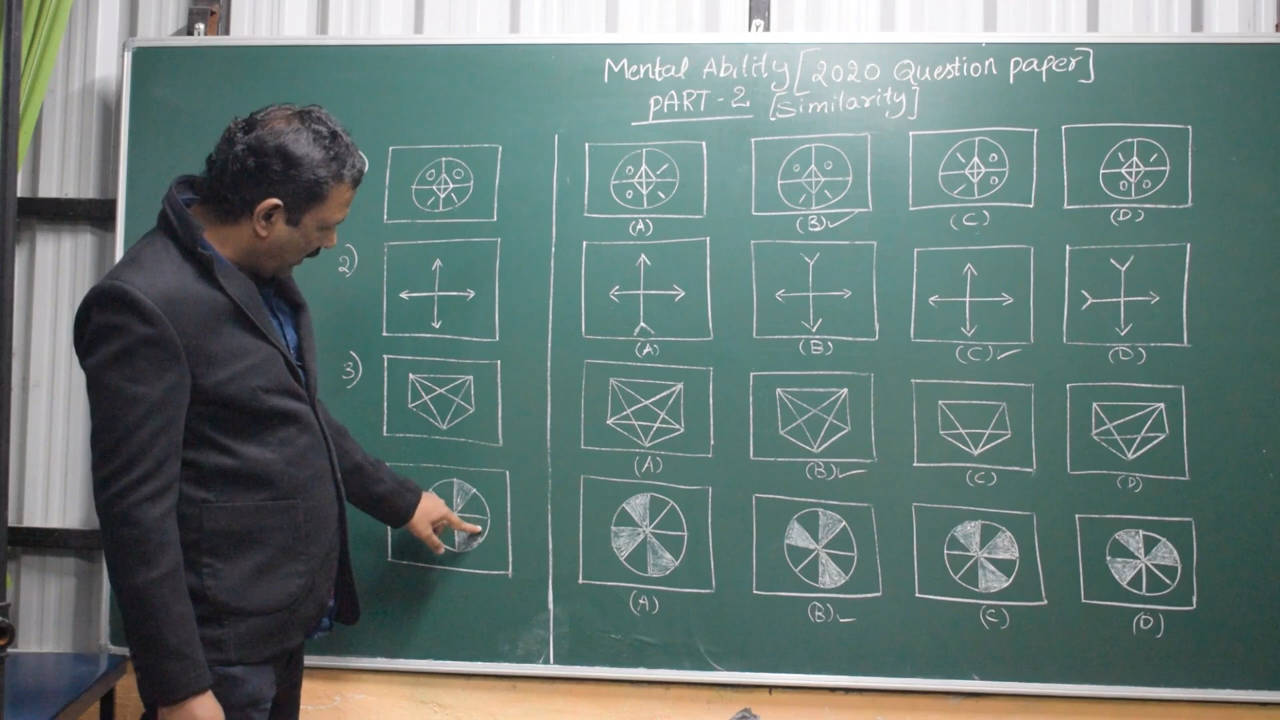 Mental Ability [2020 Question paper]
PART - 2 [Similarity]
)
(A) (B)✓ (C) (D)
2)
(A) (B) (C)✓ (D)
3)
(A) (B)✓ (C) (D)
(A) (B)✓ (C) (D)